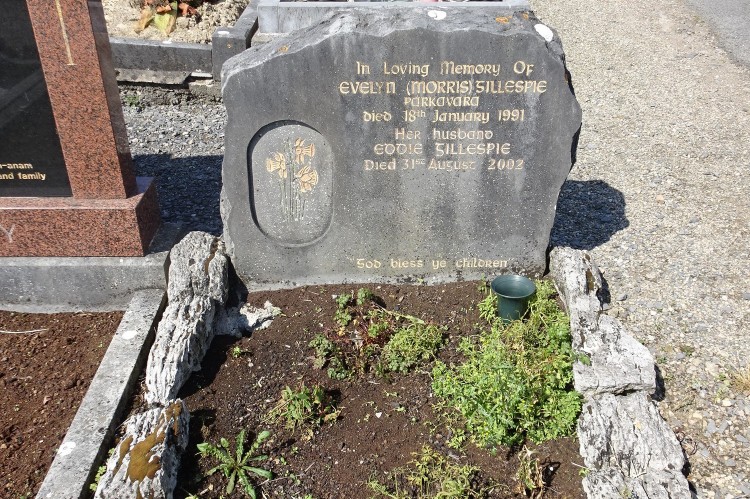 In Loving Memory Of
EVELYN (MORRIS) GILLESPIE
PARKAVARA
Died 18th January 1991
Her Husband
EDDIE GILLESPIE
Died 31st August 2002
God bless ye children
-anam
nd family
Y